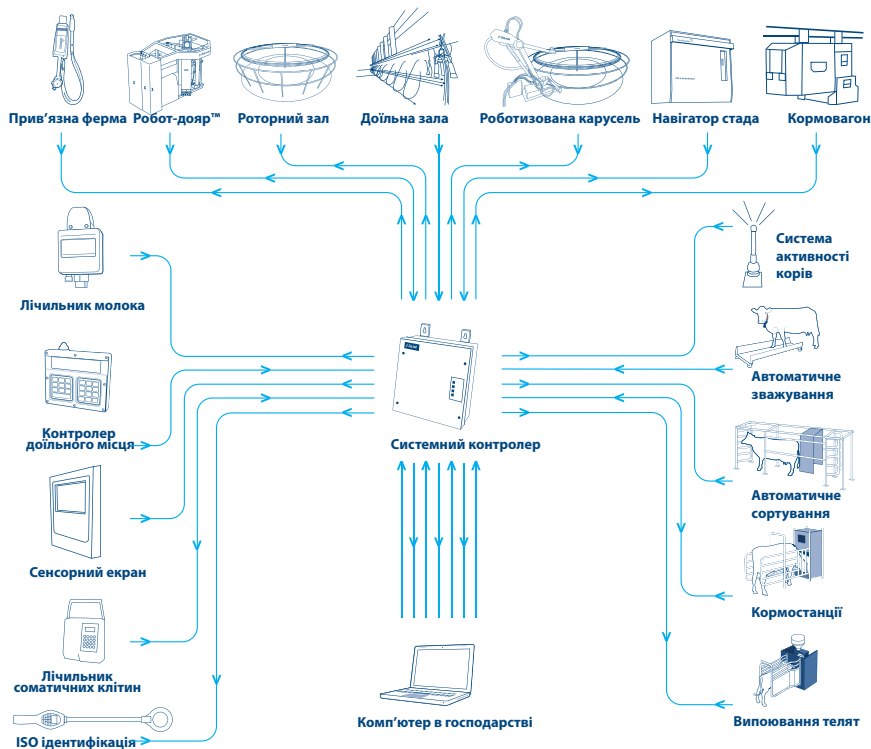 Прив’язна ферма
Робот-дояр™
Роторний зал
Доїльна зала
Роботизована карусель
Навігатор стада
Кормовагон
Лічильник молока
Контролер
доїльного місця
Сенсорний екран
Лічильник
соматичних клітин
ISO ідентифікація
Системний контролер
Комп’ютер в господарстві
Система
активності
корів
Автоматичне
зважування
Автоматичне
сортування
Кормостанції
Випоювання телят